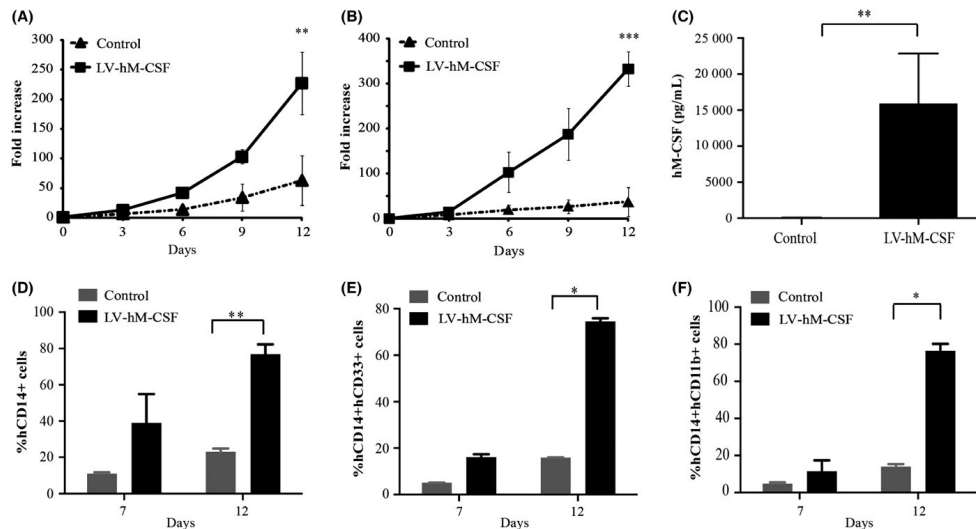 (A)
**
300
Control
LV-hM-CSF
250
200
150
100
50
0
Fold increase
0 3 6 9 12
Days
(B)
***
400
Control
LV-hM-CSF
300
200
100
0
Fold increase
0 3 6 9 12
Days
(C)
**
25 000
20 000
15 000
10 000
5000
0
hM-CSF (pg/mL)
Control LV-hM-CSF
(D)
Control
LV-hM-CSF
**
100
80
60
40
20
0
%hCD14+ cells
7 12
Days
(E)
Control
LV-hM-CSF
*
80
60
40
20
0
%hCD14+hCD33+ cells
7 12
Days
(F)
Control
LV-hM-CSF
*
100
80
60
40
20
0
%hCD14+hCD11b+ cells
7 12
Days